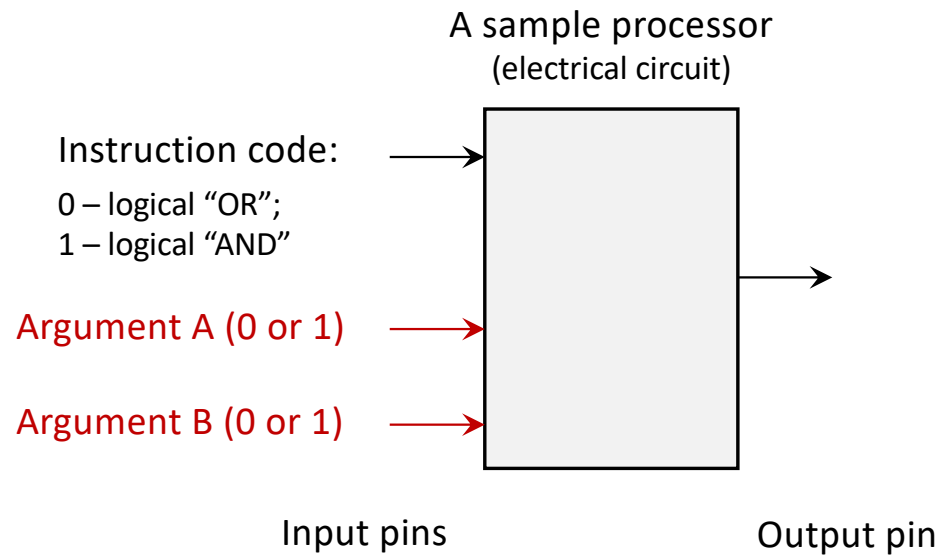 A sample processor
(electrical circuit)
Instruction code:
0 – logical “OR”;
1 – logical “AND”
Argument A (0 or 1)
Argument B (0 or 1)
Input pins
Output pin